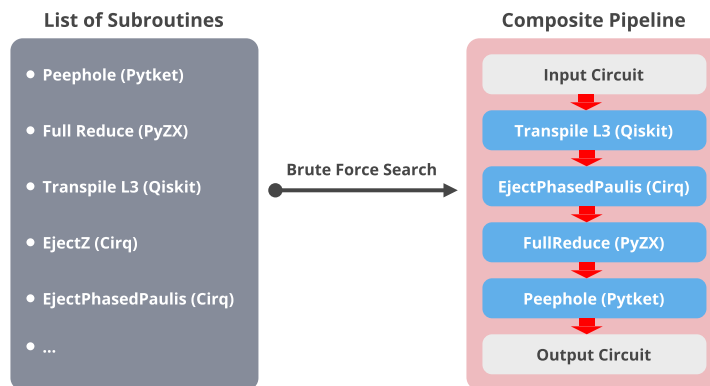 List of Subroutines
Peephole (Pytket)
Full Reduce (PyZX)
Transpile L3 (Qiskit)
EjectZ (Cirq)
EjectPhasedPaulis (Cirq)
...
Brute Force Search
Composite Pipeline
Input Circuit
Transpile L3 (Qiskit)
EjectPhasedPaulis (Cirq)
FullReduce (PyZX)
Peephole (Pytket)
Output Circuit